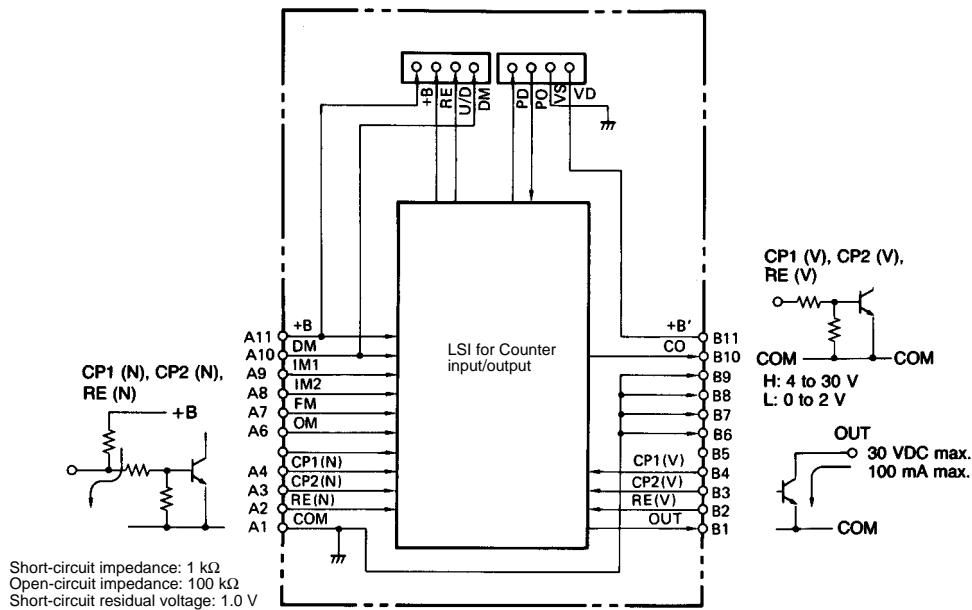 +B
RE
U/D
DM
PD
PO
VS
VD
LSI for Counter
input/output
A11
A10
A9
A8
A7
A6
A4
A3
A2
A1
+B
DM
IM1
IM2
FM
OM
CP1(N)
CP2(N)
RE(N)
COM
+B'
CO
CP1(V)
CP2(V)
RE(V)
OUT
B11
B10
B9
B8
B7
B6
B5
B4
B3
B2
B1
CP1 (N), CP2 (N),
RE (N)
+B
Short-circuit impedance: 1 kΩ
Open-circuit impedance: 100 kΩ
Short-circuit residual voltage: 1.0 V
CP1 (V), CP2 (V),
RE (V)
COM
COM
H: 4 to 30 V
L: 0 to 2 V
OUT
30 VDC max.
100 mA max.
COM